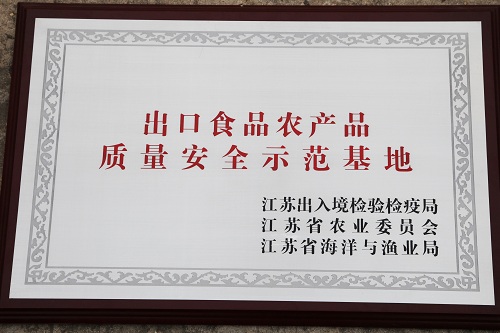 出口食品农产品
质量安全示范基地
江苏出入境检验检疫局
江苏省农业委员会
江苏省海洋与渔业局